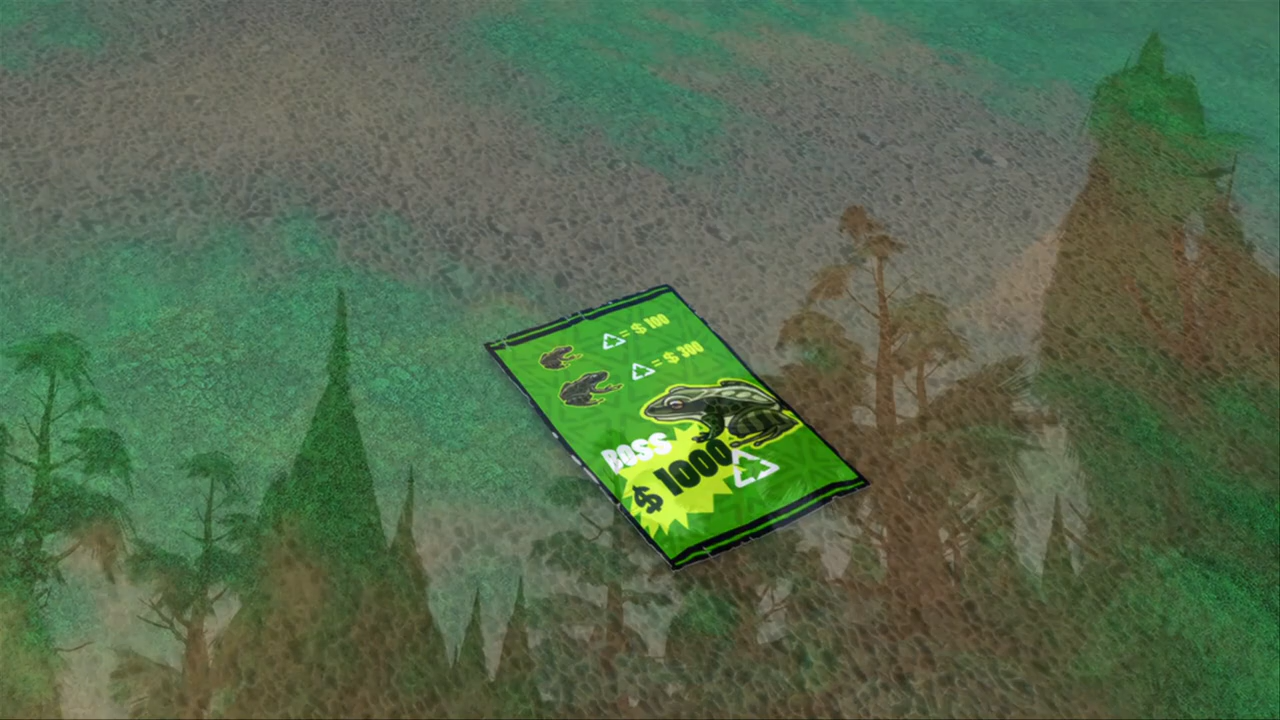 = $ 100
= $ 300
BOSS
$ 1000